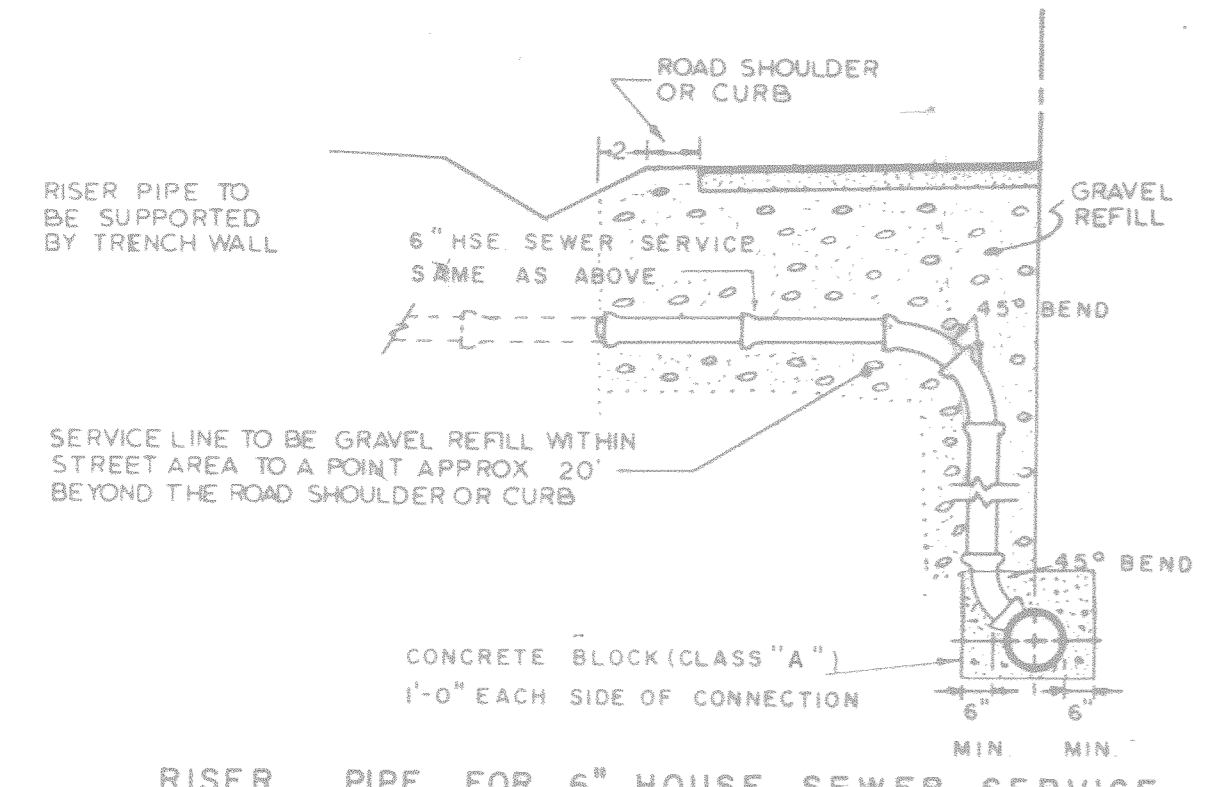 ROAD SHOULDER
OR CURB
2
RISER PIPE TO
BE SUPPORTED
BY TRENCH WALL
GRAVEL
REFILL
6" HSE. SEWER SERVICE
SAME AS ABOVE
45° BEND
SERVICE LINE TO BE GRAVEL REFILL WITHIN
STREET AREA TO A POINT APPROX 20'
BEYOND THE ROAD SHOULDER OR CURB
45° BEND
CONCRETE BLOCK (CLASS "A")
1'-0" EACH SIDE OF CONNECTION
6" 6"
MIN. MIN.
RISER PIPE FOR 6" HOUSE SEWER SERVICE